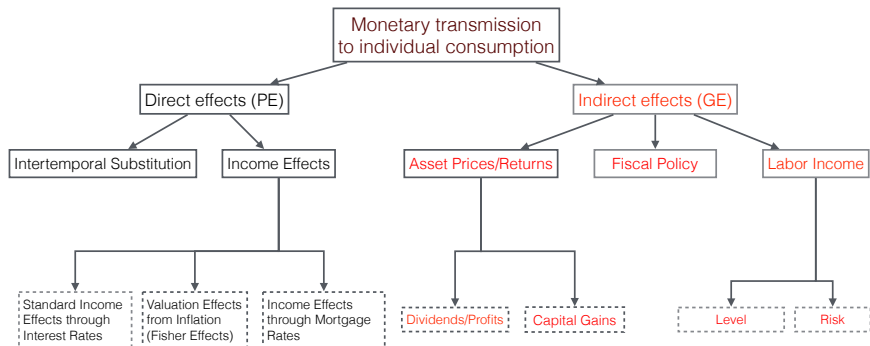 Monetary transmission
to individual consumption
Direct effects (PE)
Indirect effects (GE)
Intertemporal Substitution
Income Effects
Asset Prices/Returns
Fiscal Policy
Labor Income
Standard Income
Effects through
Interest Rates
Valuation Effects
from Inflation
(Fisher Effects)
Income Effects
through Mortgage
Rates
Dividends/Profits
Capital Gains
Level
Risk